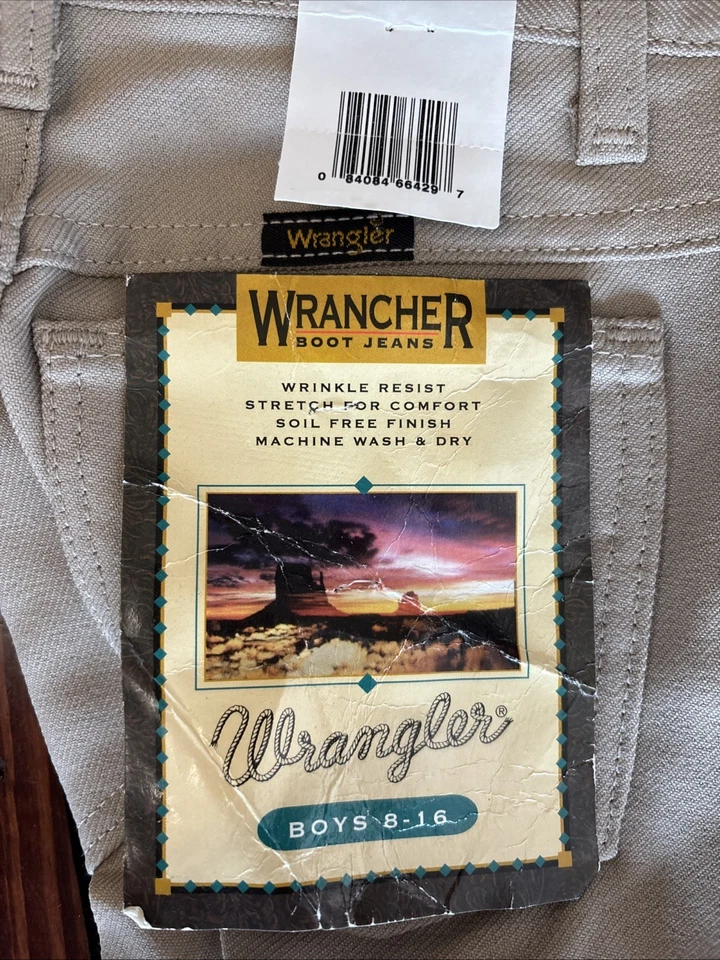 0 84084 66429 7
Wrangler
WRANCHER
BOOT JEANS
WRINKLE RESIST
STRETCH FOR COMFORT
SOIL FREE FINISH
MACHINE WASH & DRY
Wrangler®
BOYS 8-16